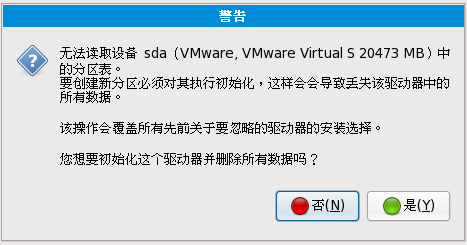 警告
无法读取设备 sda（VMware, VMware Virtual S 20473 MB）中
的分区表。
要创建新分区必须对其执行初始化，这样会会导致丢失该驱动器中的
所有数据。
该操作会覆盖所有先前关于要忽略的驱动器的安装选择。
您想要初始化这个驱动器并删除所有数据吗？
否(N)
是(Y)